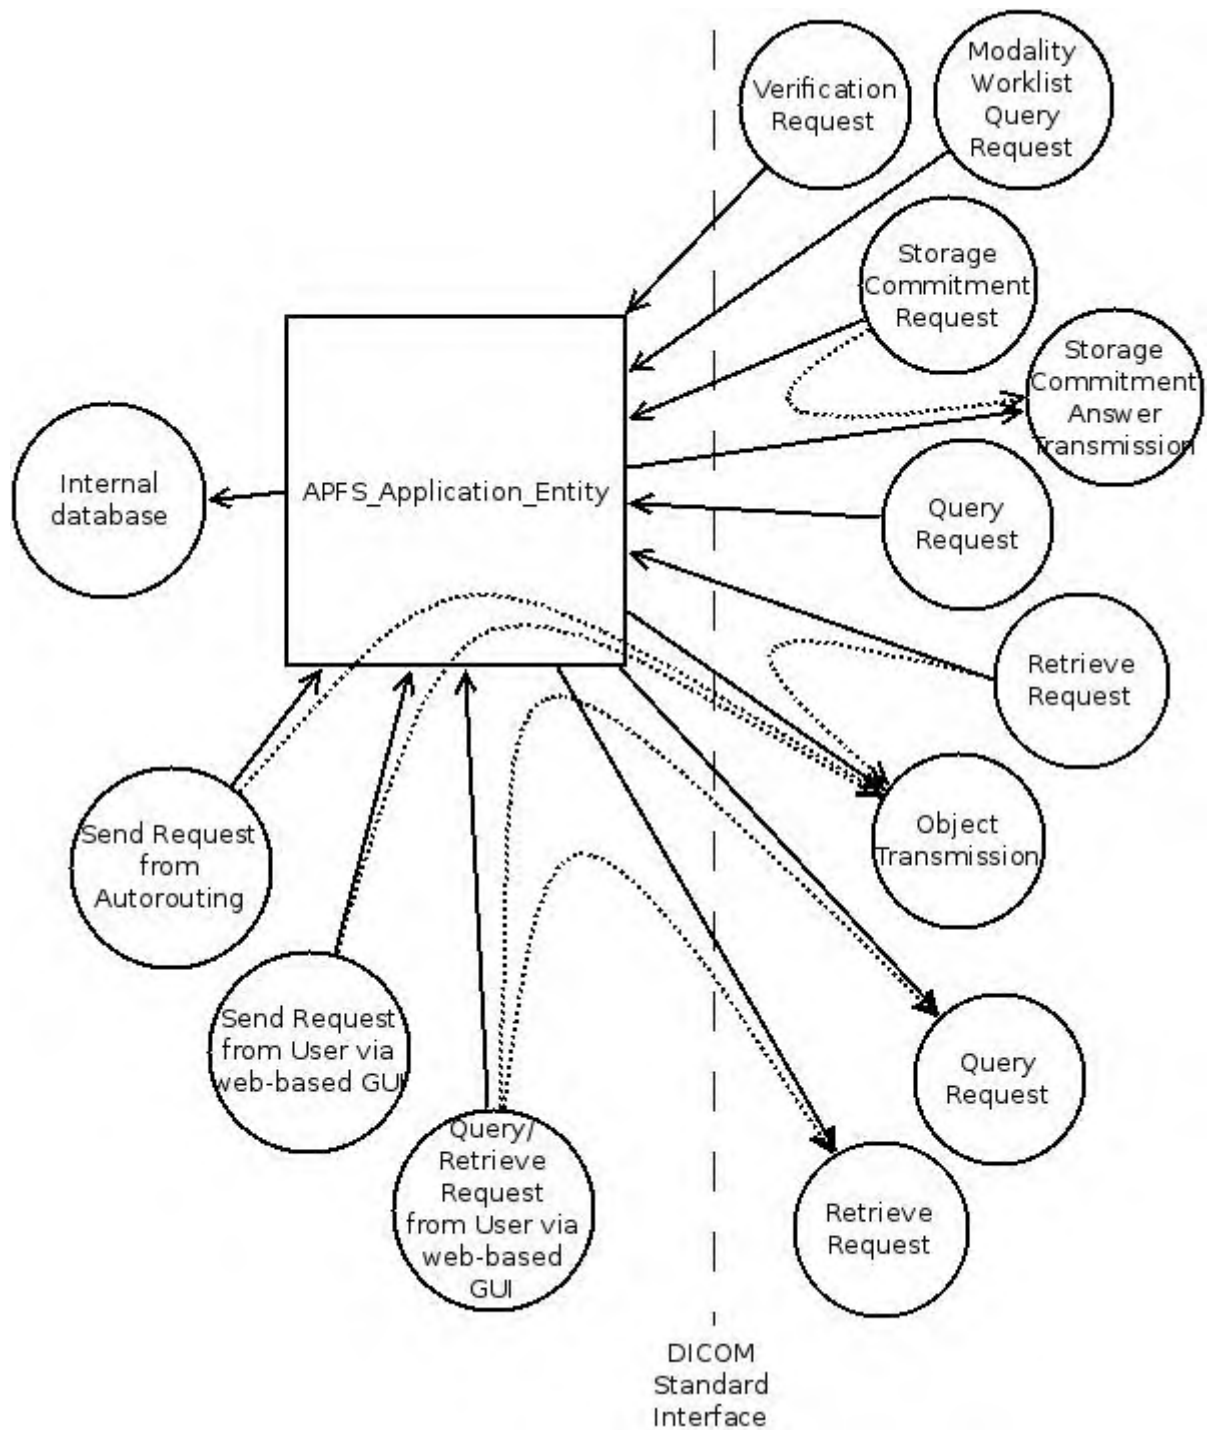 Verification
Request
Modality
Worklist
Query
Request
Storage
Commitment
Request
Storage
Commitment
Answer
Transmission
Internal
database
APFS_Application_Entity
Query
Request
Retrieve
Request
Send Request
from
Autorouting
Object
Transmission
Send Request
from User via
web-based GUI
Query
Request
Query/
Retrieve
Request
from User via
web-based
GUI
Retrieve
Request
DICOM
Standard
Interface